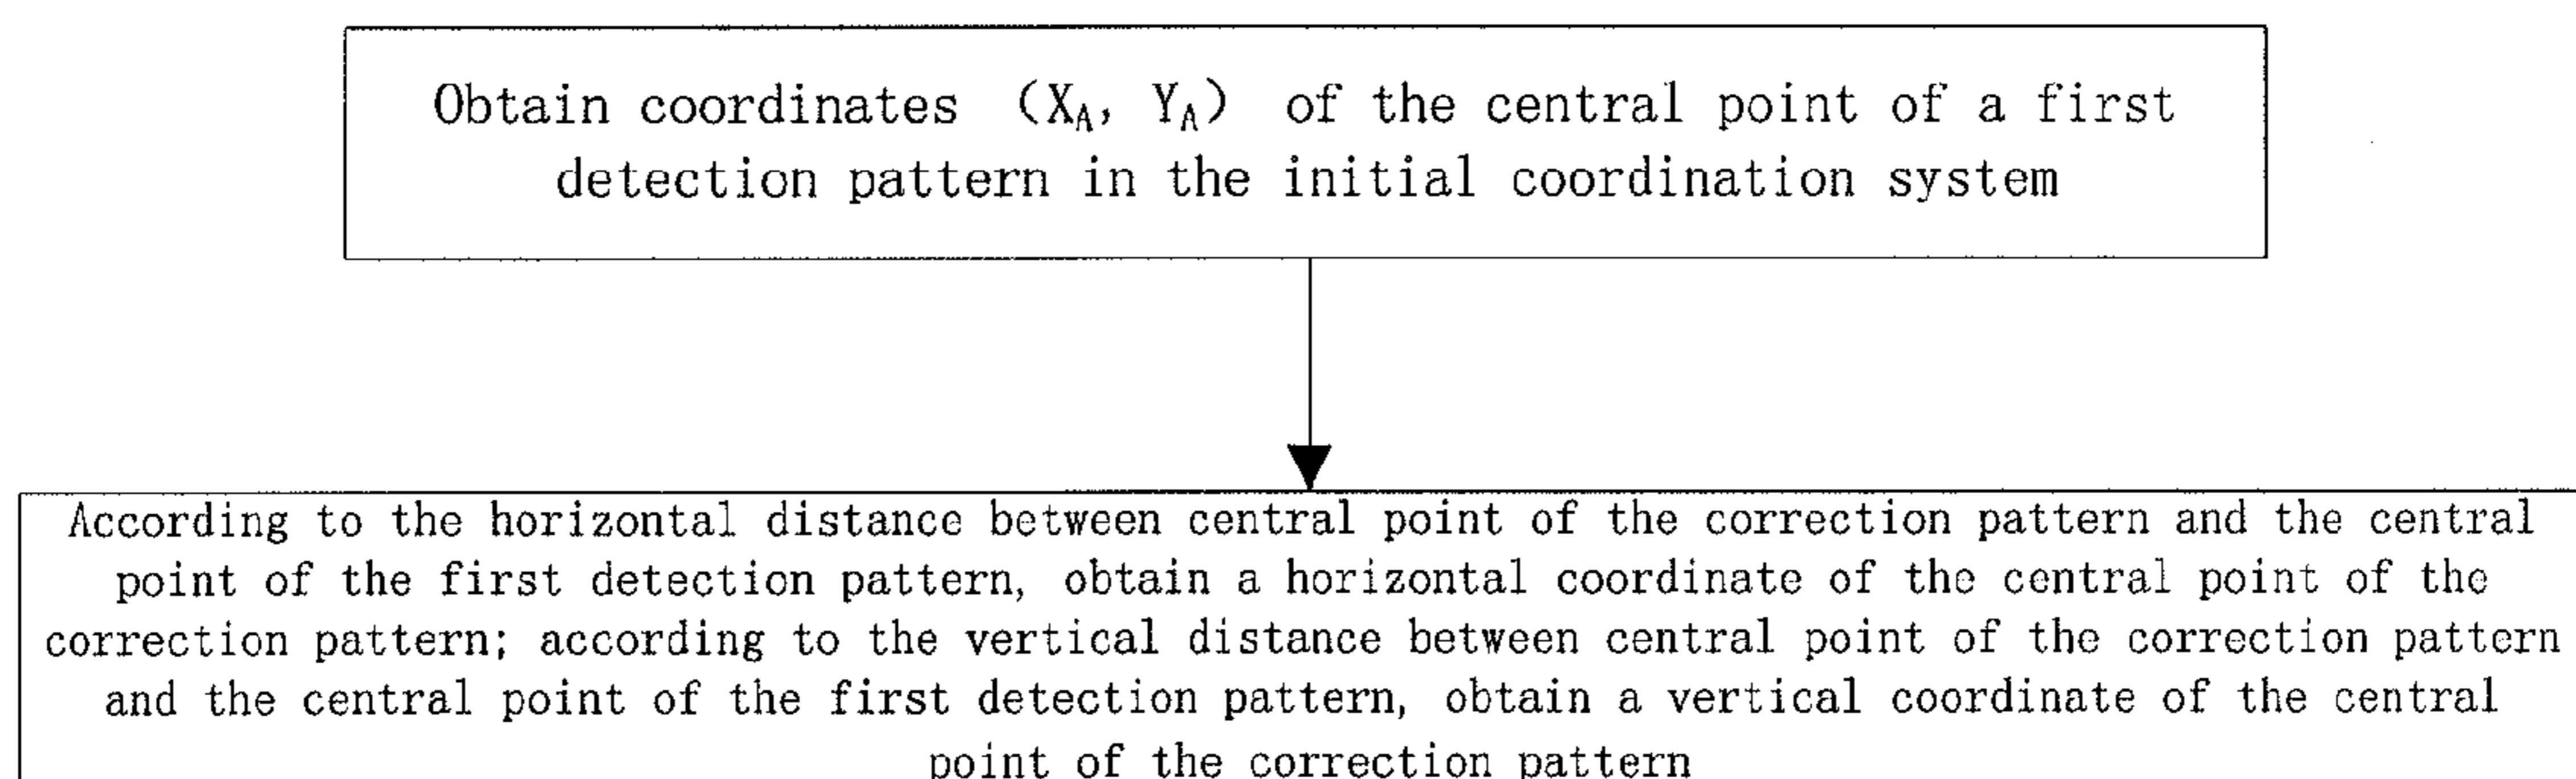 Obtain coordinates (X_A, Y_A) of the central point of a first
detection pattern in the initial coordination system
According to the horizontal distance between central point of the correction pattern and the central
point of the first detection pattern, obtain a horizontal coordinate of the central point of the
correction pattern; according to the vertical distance between central point of the correction pattern
and the central point of the first detection pattern, obtain a vertical coordinate of the central
point of the correction pattern